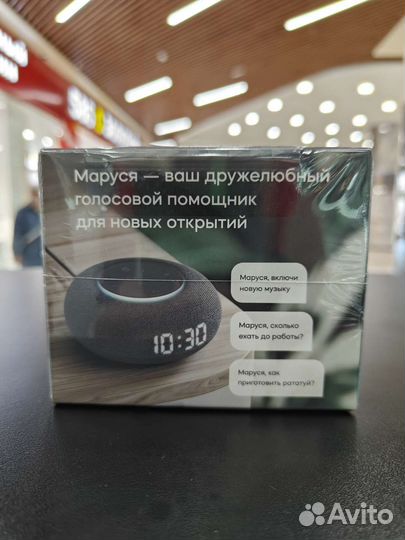 Маруся — ваш дружелюбный
голосовой помощник
для новых открытий
Маруся, включи
новую музыку
Маруся, сколько
ехать до работы?
10:30
Маруся, как
приготовить рататуй?
Avito